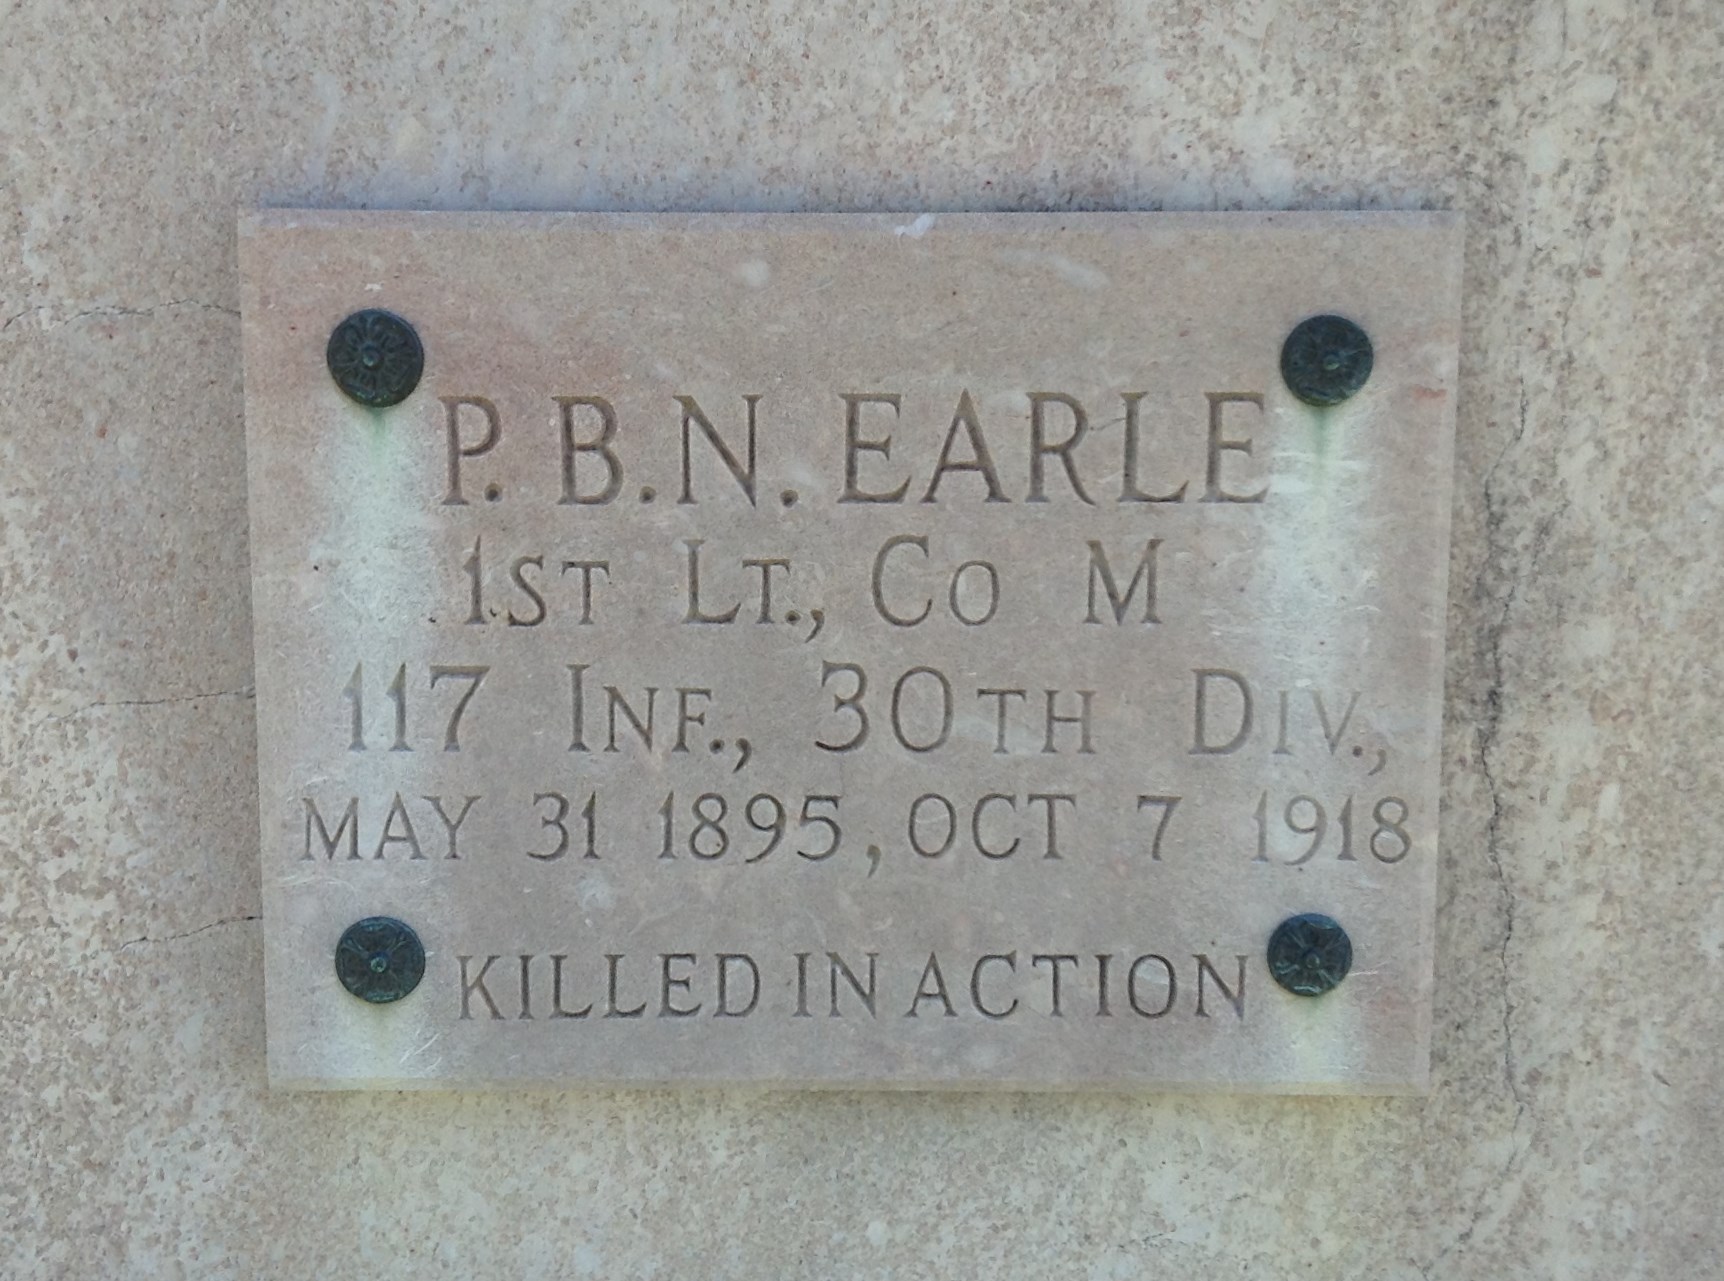 P. B. N. EARLE
1ST LT., CO M
117 INF., 30TH DIV.,
MAY 31 1895, OCT 7 1918
KILLED IN ACTION